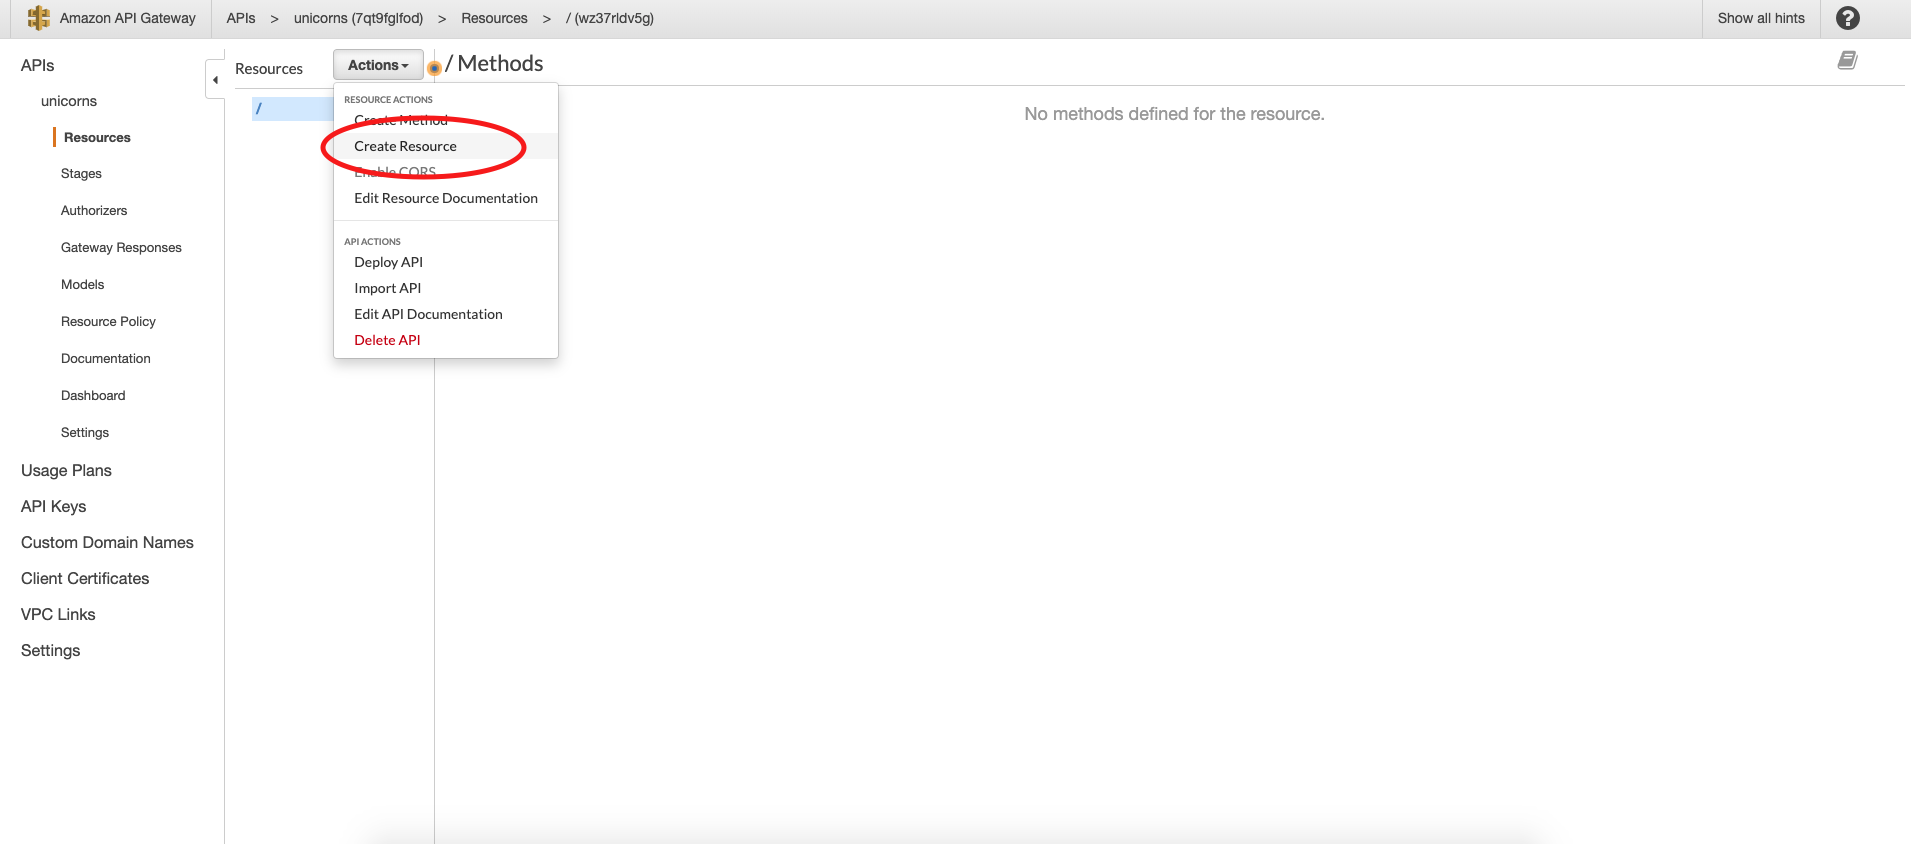 Amazon API Gateway APIs > unicorns (7qt9fglfod) > Resources > / (wz37rldv5g) Show all hints ?
APIs
unicorns
Resources
Stages
Authorizers
Gateway Responses
Models
Resource Policy
Documentation
Dashboard
Settings
Usage Plans
API Keys
Custom Domain Names
Client Certificates
VPC Links
Settings
Resources
Actions
/
RESOURCE ACTIONS
Create Method
Create Resource
Enable CORS
Edit Resource Documentation
API ACTIONS
Deploy API
Import API
Edit API Documentation
Delete API
/ Methods
No methods defined for the resource.